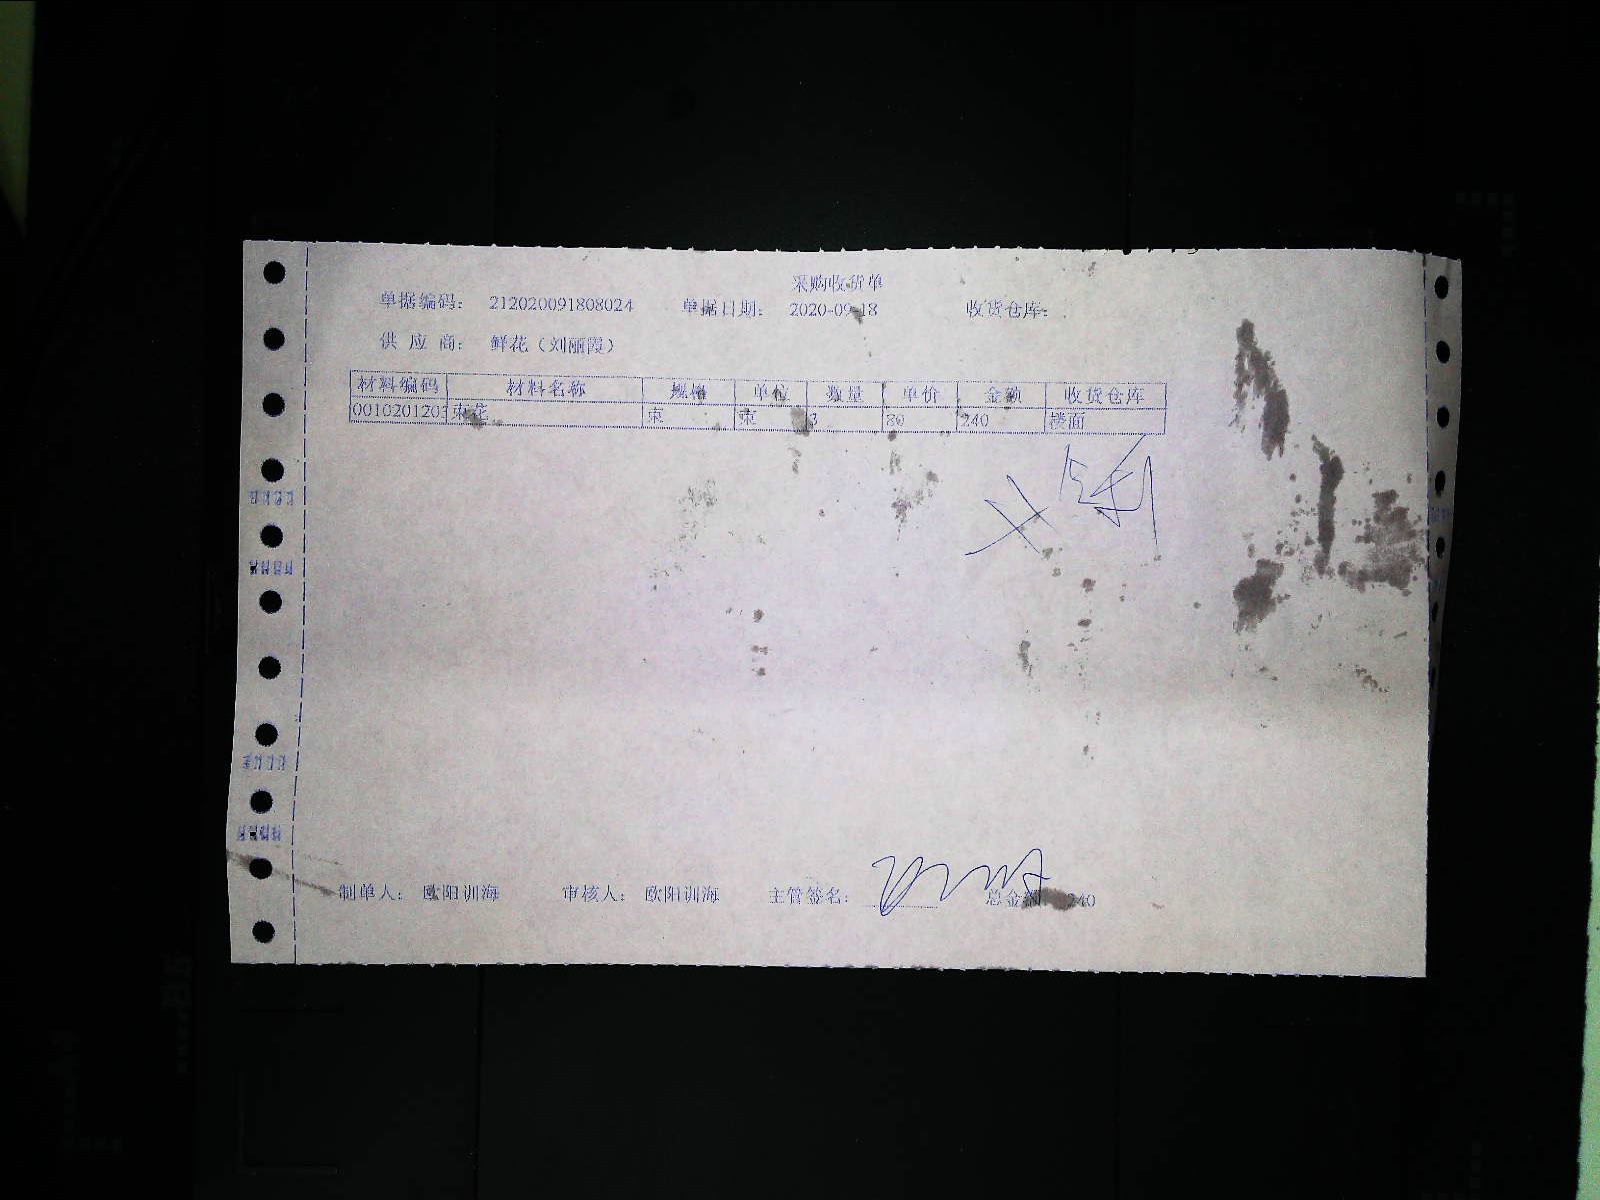 采购收货单
单据编码: 212020091808024 单据日期: 2020-09-18 收货仓库:
供应商: 鲜花(刘丽霞)
材料编码 材料名称 规格 单位 数量 单价 金额 收货仓库
0010201205 束花 束 束 3 80 240 楼面
制单人: 欧阳训海 审核人: 欧阳训海 主管签名: 总金额 240